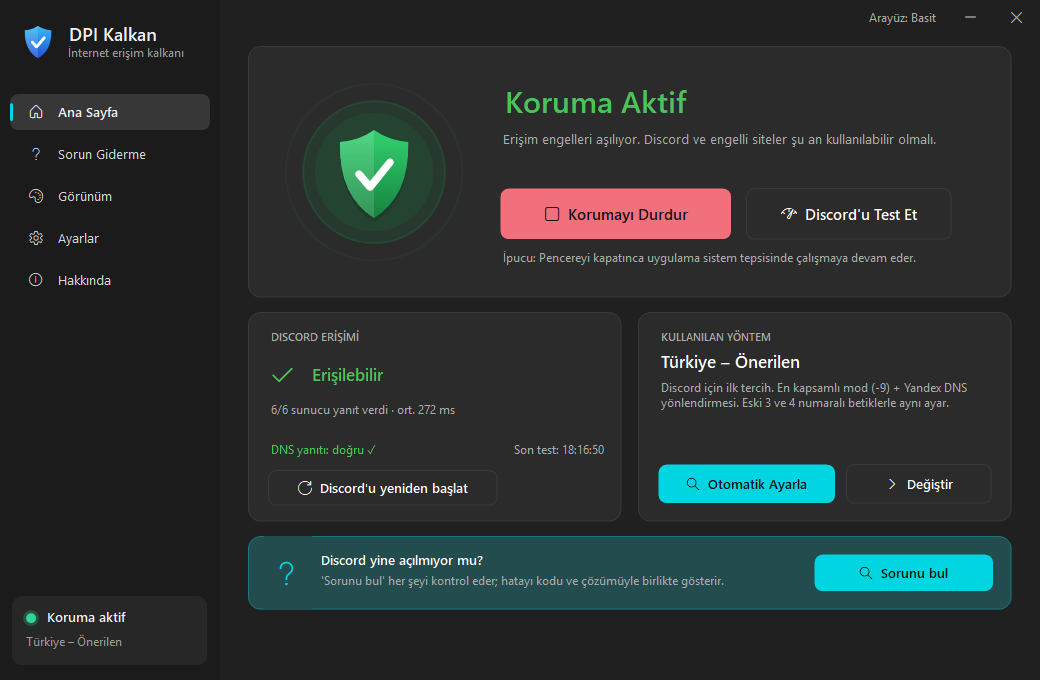 DPI Kalkan
İnternet erişim kalkanı
Arayüz: Basit
Ana Sayfa
Sorun Giderme
Görünüm
Ayarlar
Hakkında
Koruma aktif
Türkiye – Önerilen
Koruma Aktif
Erişim engelleri aşılıyor. Discord ve engelli siteler şu an kullanılabilir olmalı.
Korumayı Durdur
Discord'u Test Et
İpucu: Pencereyi kapatınca uygulama sistem tepsisinde çalışmaya devam eder.
DISCORD ERİŞİMİ
Erişilebilir
6/6 sunucu yanıt verdi · ort. 272 ms
DNS yanıtı: doğru ✓
Son test: 18:16:50
Discord'u yeniden başlat
KULLANILAN YÖNTEM
Türkiye – Önerilen
Discord için ilk tercih. En kapsamlı mod (-9) + Yandex DNS
yönlendirmesi. Eski 3 ve 4 numaralı betiklerle aynı ayar.
Otomatik Ayarla
Değiştir
Discord yine açılmıyor mu?
'Sorunu bul' her şeyi kontrol eder; hatayı kodu ve çözümüyle birlikte gösterir.
Sorunu bul